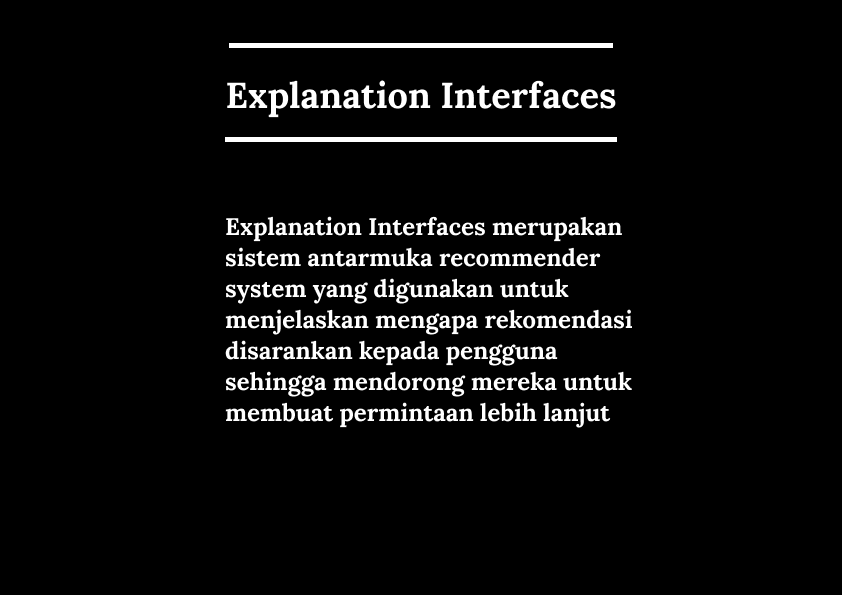 Explanation Interfaces
Explanation Interfaces merupakan
sistem antarmuka recommender
system yang digunakan untuk
menjelaskan mengapa rekomendasi
disarankan kepada pengguna
sehingga mendorong mereka untuk
membuat permintaan lebih lanjut